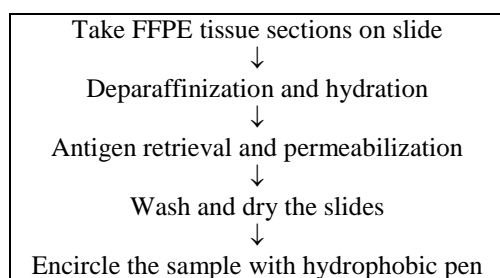 Take FFPE tissue sections on slide
↓
Deparaffinization and hydration
↓
Antigen retrieval and permeabilization
↓
Wash and dry the slides
↓
Encircle the sample with hydrophobic pen